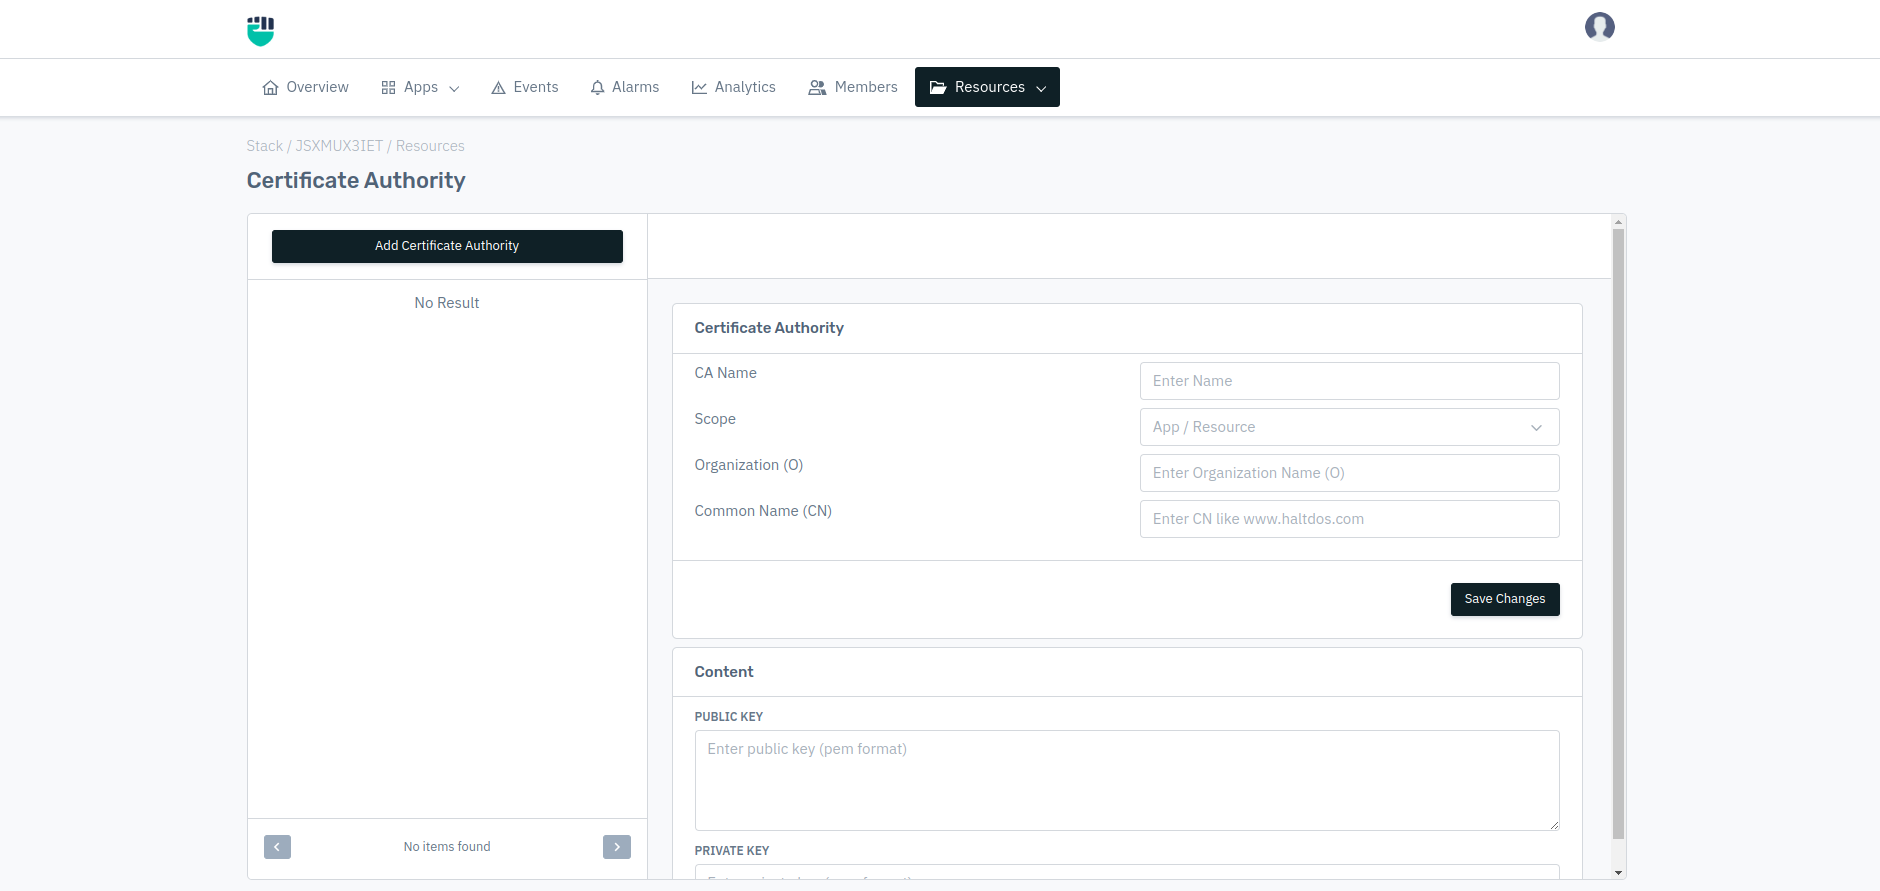 Overview Apps Events Alarms Analytics Members Resources
Stack / JSXMUX3IET / Resources
Certificate Authority
Add Certificate Authority
No Result
No items found
Certificate Authority
CA Name
Enter Name
Scope
App / Resource
Organization (O)
Enter Organization Name (O)
Common Name (CN)
Enter CN like www.haltdos.com
Save Changes
Content
PUBLIC KEY
Enter public key (pem format)
PRIVATE KEY